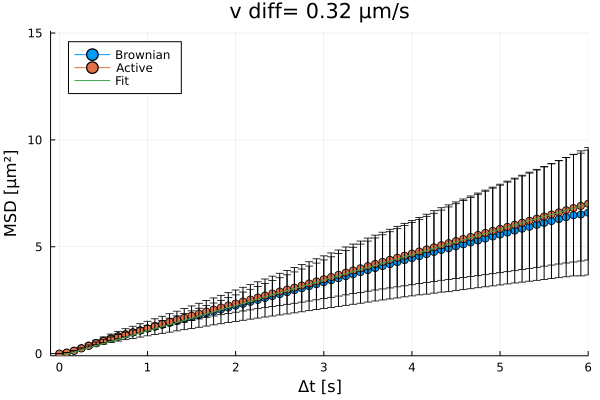 v diff= 0.32 μm/s
MSD [μm²]
15
10
5
0
Brownian
Active
Fit
0 1 2 3 4 5 6
Δt [s]